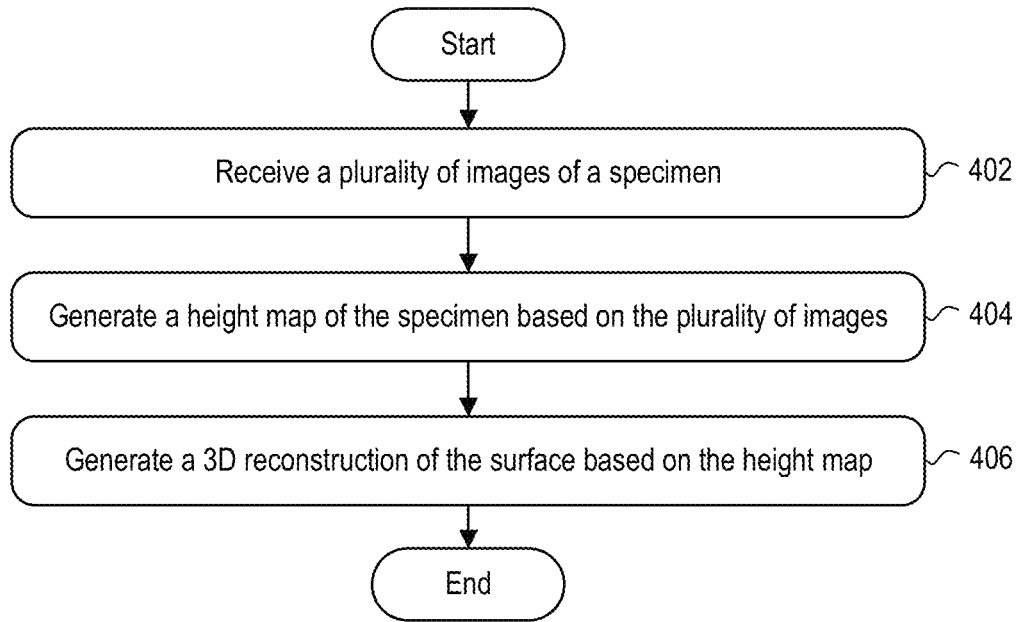 Start
Receive a plurality of images of a specimen
402
Generate a height map of the specimen based on the plurality of images
404
Generate a 3D reconstruction of the surface based on the height map
406
End